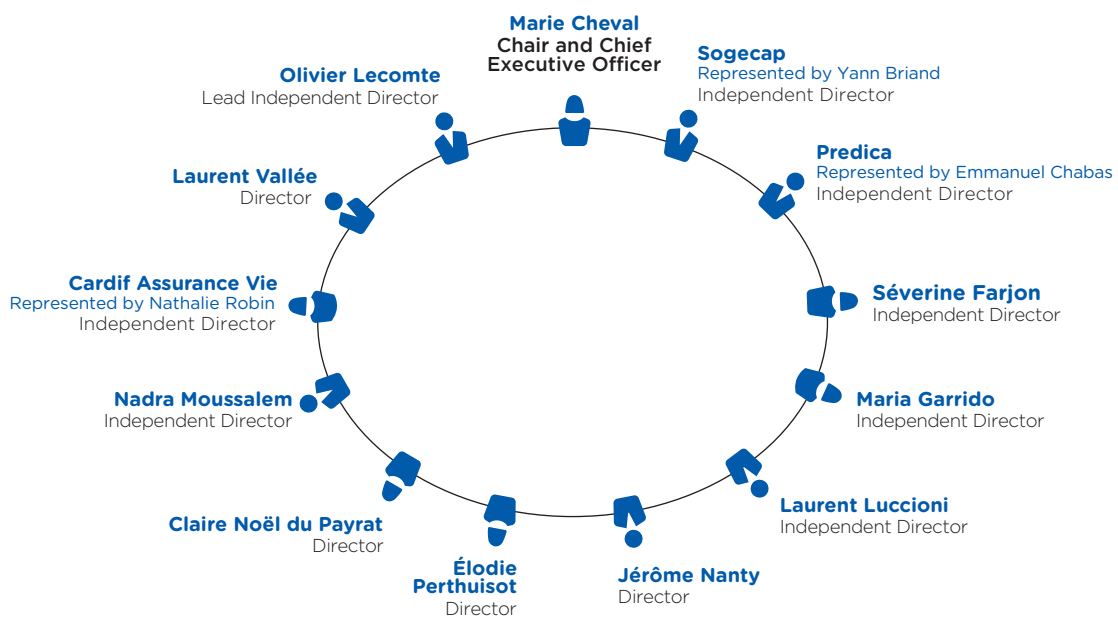 Marie Cheval
Chair and Chief
Executive Officer
Sogecap
Represented by Yann Briand
Independent Director
Predica
Represented by Emmanuel Chabas
Independent Director
Séverine Farjon
Independent Director
Maria Garrido
Independent Director
Laurent Luccioni
Independent Director
Jérôme Nanty
Director
Élodie
Perthuisot
Director
Claire Noël du Payrat
Director
Nadra Moussalem
Independent Director
Cardif Assurance Vie
Represented by Nathalie Robin
Independent Director
Laurent Vallée
Director
Olivier Lecomte
Lead Independent Director